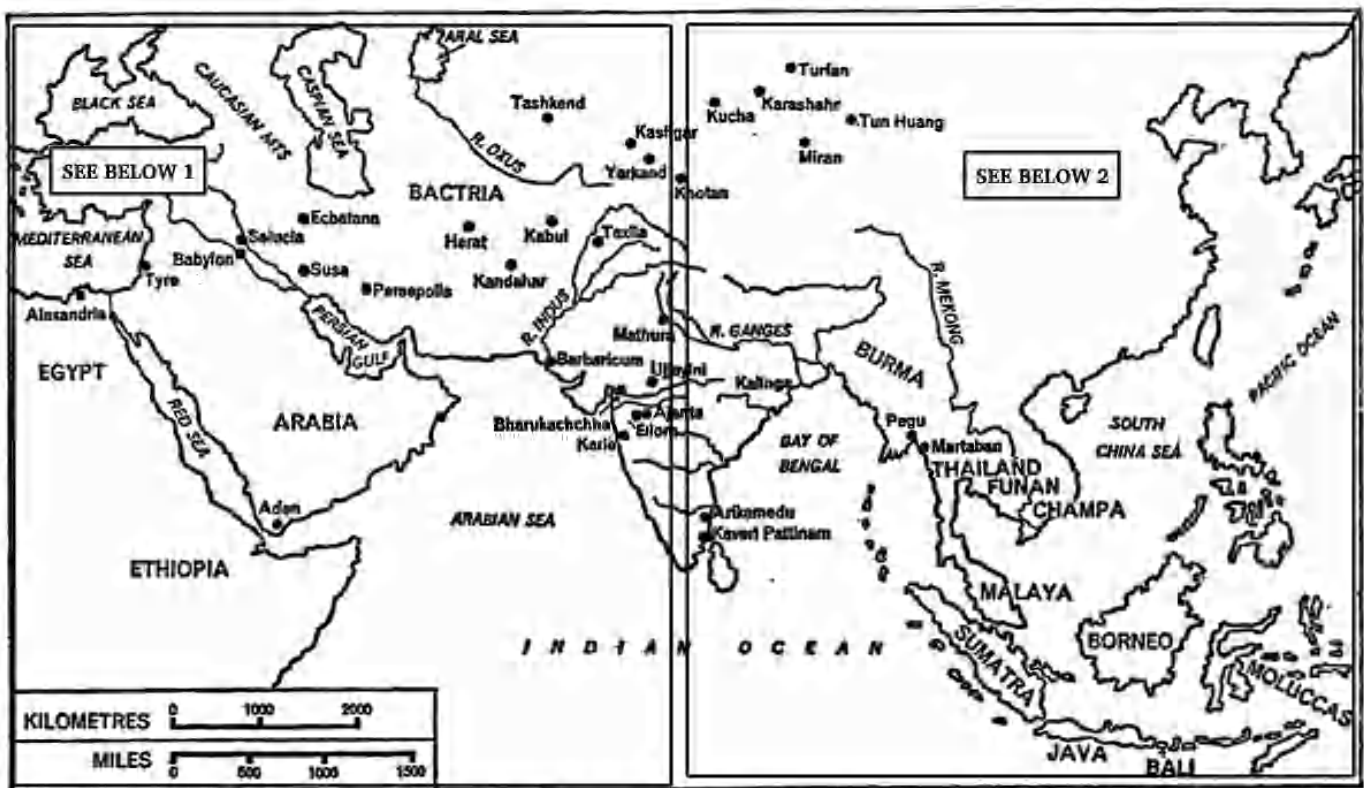 ARAL SEA
Turfan
BLACK SEA
CAUCASIAN MTS
CASPIAN SEA
Tashkend
Kucha
Karashahr
Tun Huang
Kashgar
R. OXUS
Miran
SEE BELOW 1
Yarkand
SEE BELOW 2
BACTRIA
Khotan
Ecbatana
MEDITERRANEAN
SEA
Selucia
Herat
Kabul
Taxila
Babylon
Susa
Tyre
Kandahar
Persepolis
R. MEKONG
Alexandria
PERSIAN
GULF
R. INDUS
Mathura
R. GANGES
EGYPT
Barbaricum
BURMA
PACIFIC OCEAN
Ujjayini
Kalinga
RED SEA
ARABIA
Bharukachchha
Ajanta
Ellora
Karle
BAY OF
BENGAL
Pegu
SOUTH
CHINA SEA
Martaban
THAILAND
FUNAN
CHAMPA
Aden
ARABIAN SEA
Arikamedu
Kaveri Pattinam
ETHIOPIA
MALAYA
INDIAN OCEAN
SUMATRA
BORNEO
MOLUCCAS
KILOMETRES 0 1000 2000
MILES 0 500 1000 1500
JAVA
BALI